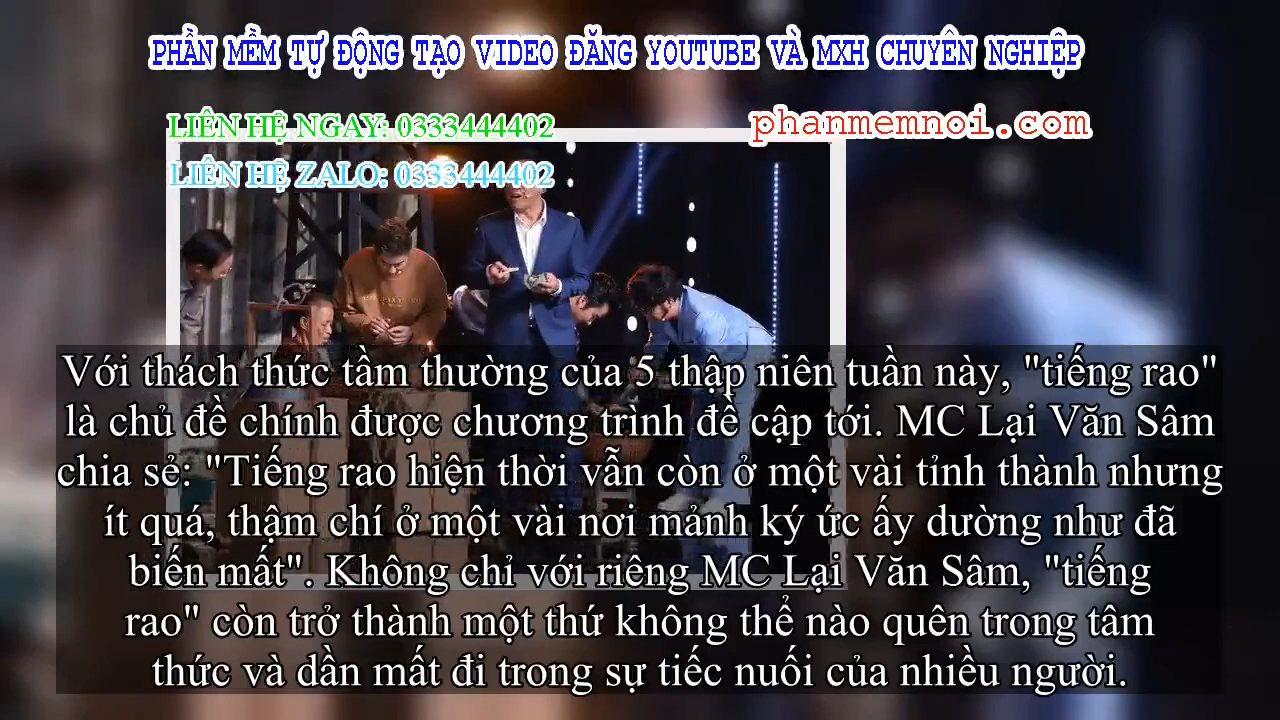 PHẦN MỀM TỰ ĐỘNG TẠO VIDEO ĐĂNG YOUTUBE VÀ MXH CHUYÊN NGHIỆP
LIÊN HỆ NGAY: 0333444402
phanmemnoi.com
LIÊN HỆ ZALO: 0333444402
Với thách thức tầm thường của 5 thập niên tuần này, "tiếng rao"
là chủ đề chính được chương trình đề cập tới. MC Lại Văn Sâm
chia sẻ: "Tiếng rao hiện thời vẫn còn ở một vài tỉnh thành nhưng
ít quá, thậm chí ở một vài nơi mảnh ký ức ấy dường như đã
biến mất". Không chỉ với riêng MC Lại Văn Sâm, "tiếng
rao" còn trở thành một thứ không thể nào quên trong tâm
thức và dần mất đi trong sự tiếc nuối của nhiều người.